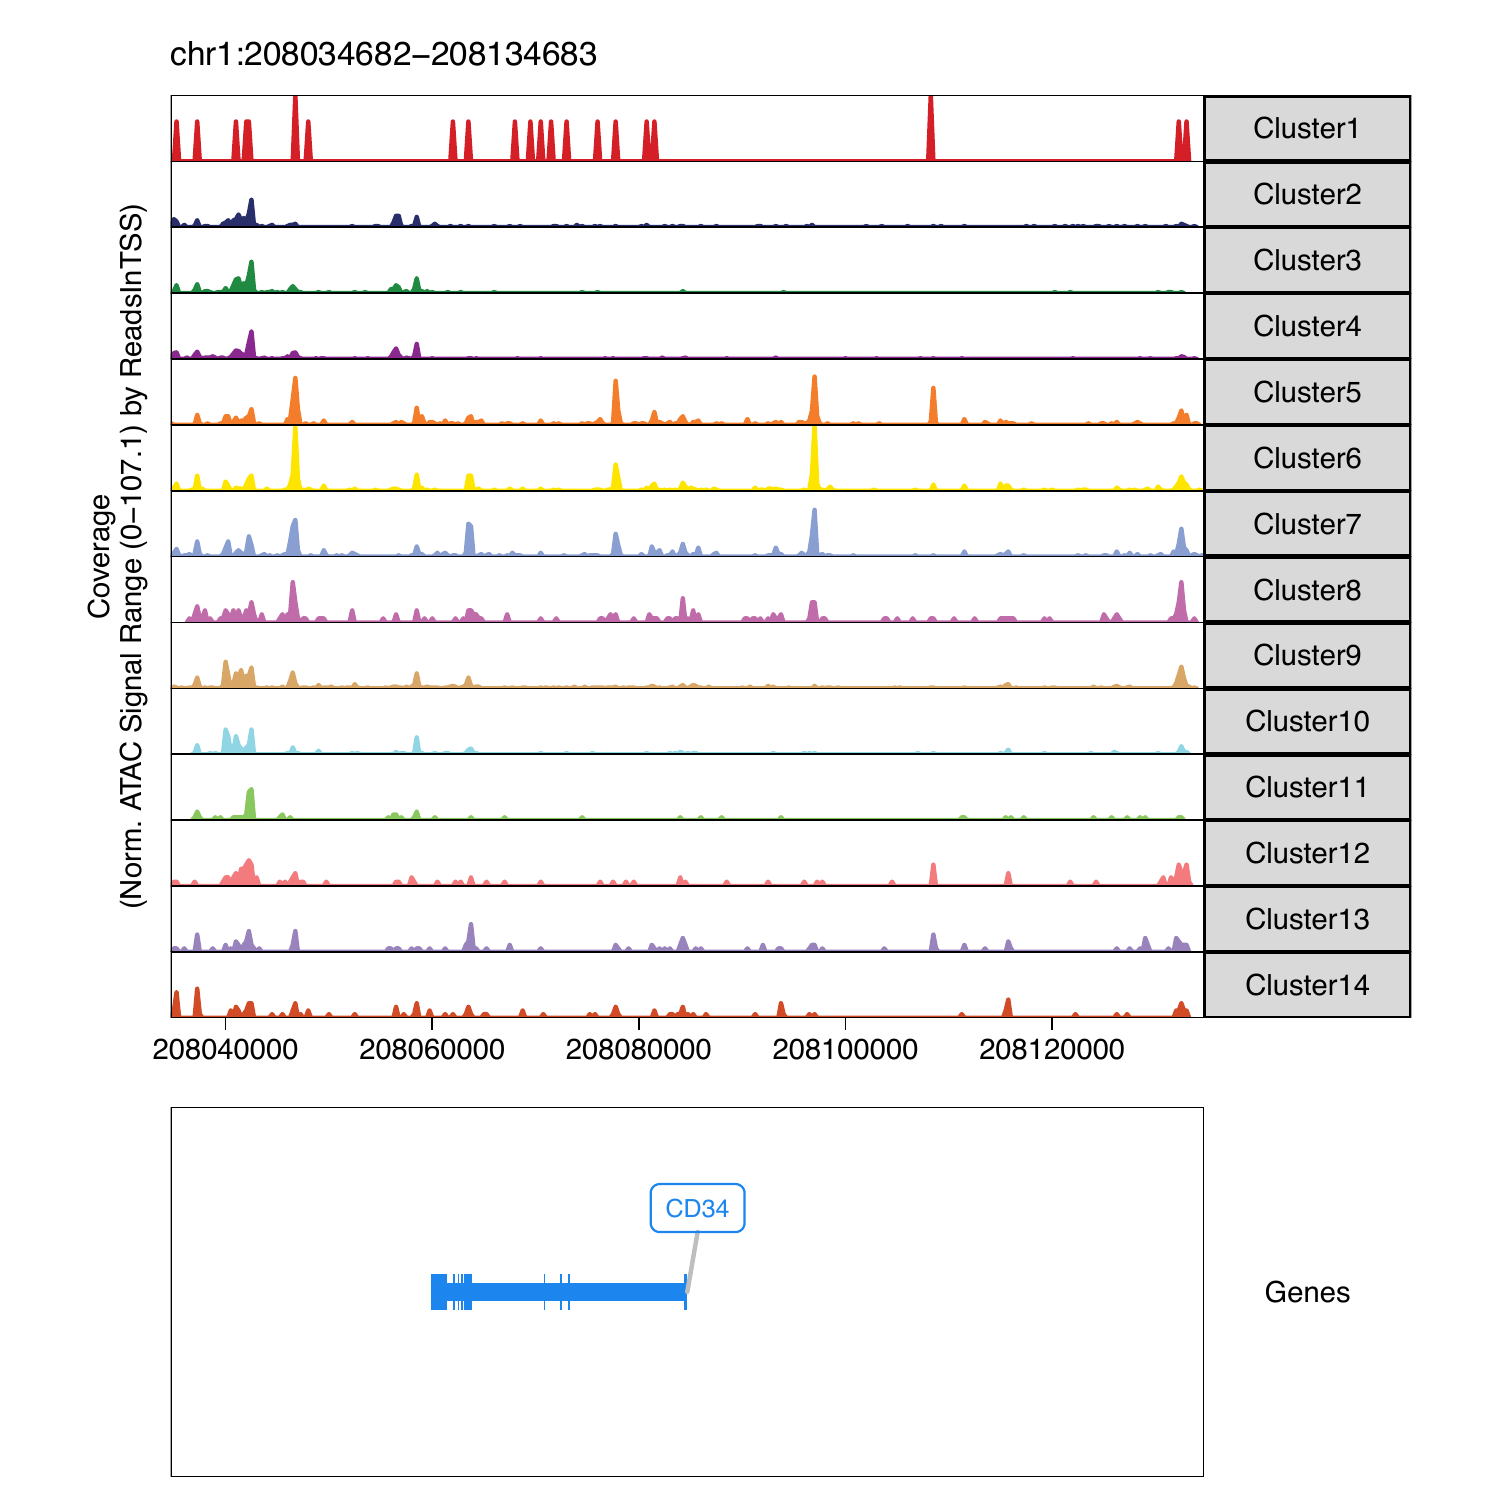 chr1:208034682−208134683
Coverage
(Norm. ATAC Signal Range (0−107.1) by ReadsInTSS)
Cluster1
Cluster2
Cluster3
Cluster4
Cluster5
Cluster6
Cluster7
Cluster8
Cluster9
Cluster10
Cluster11
Cluster12
Cluster13
Cluster14
208040000 208060000 208080000 208100000 208120000
CD34
Genes